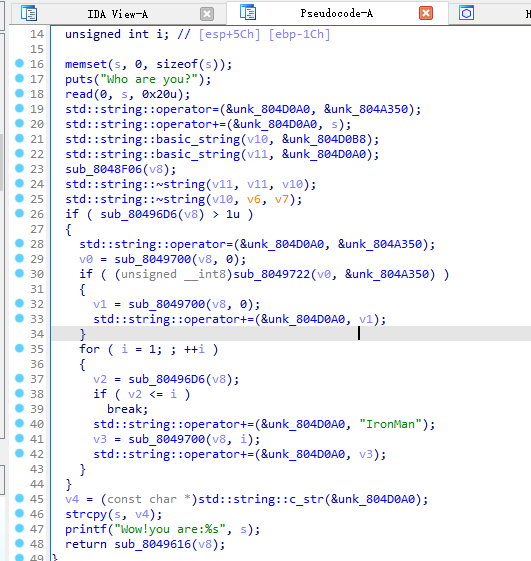 IDA View-A
Pseudocode-A
H
14 unsigned int i; // [esp+5Ch] [ebp-1Ch]
15
16 memset(s, 0, sizeof(s));
17 puts("Who are you?");
18 read(0, s, 0x20u);
19 std::string::operator=(&unk_804D0A0, &unk_804A350);
20 std::string::operator+=(&unk_804D0A0, s);
21 std::string::basic_string(v10, &unk_804D0B8);
22 std::string::basic_string(v11, &unk_804D0A0);
23 sub_8048F06(v8);
24 std::string::~string(v11, v11, v10);
25 std::string::~string(v10, v6, v7);
26 if ( sub_80496D6(v8) > 1u )
27 {
28 std::string::operator=(&unk_804D0A0, &unk_804A350);
29 v0 = sub_8049700(v8, 0);
30 if ( (unsigned __int8)sub_8049722(v0, &unk_804A350) )
31 {
32 v1 = sub_8049700(v8, 0);
33 std::string::operator+=(&unk_804D0A0, v1);
34 }
35 for ( i = 1; ; ++i )
36 {
37 v2 = sub_80496D6(v8);
38 if ( v2 <= i )
39 break;
40 std::string::operator+=(&unk_804D0A0, "IronMan");
41 v3 = sub_8049700(v8, i);
42 std::string::operator+=(&unk_804D0A0, v3);
43 }
44 }
45 v4 = (const char *)std::string::c_str(&unk_804D0A0);
46 strcpy(s, v4);
47 printf("Wow!you are:%s", s);
48 return sub_8049616(v8);
49 }